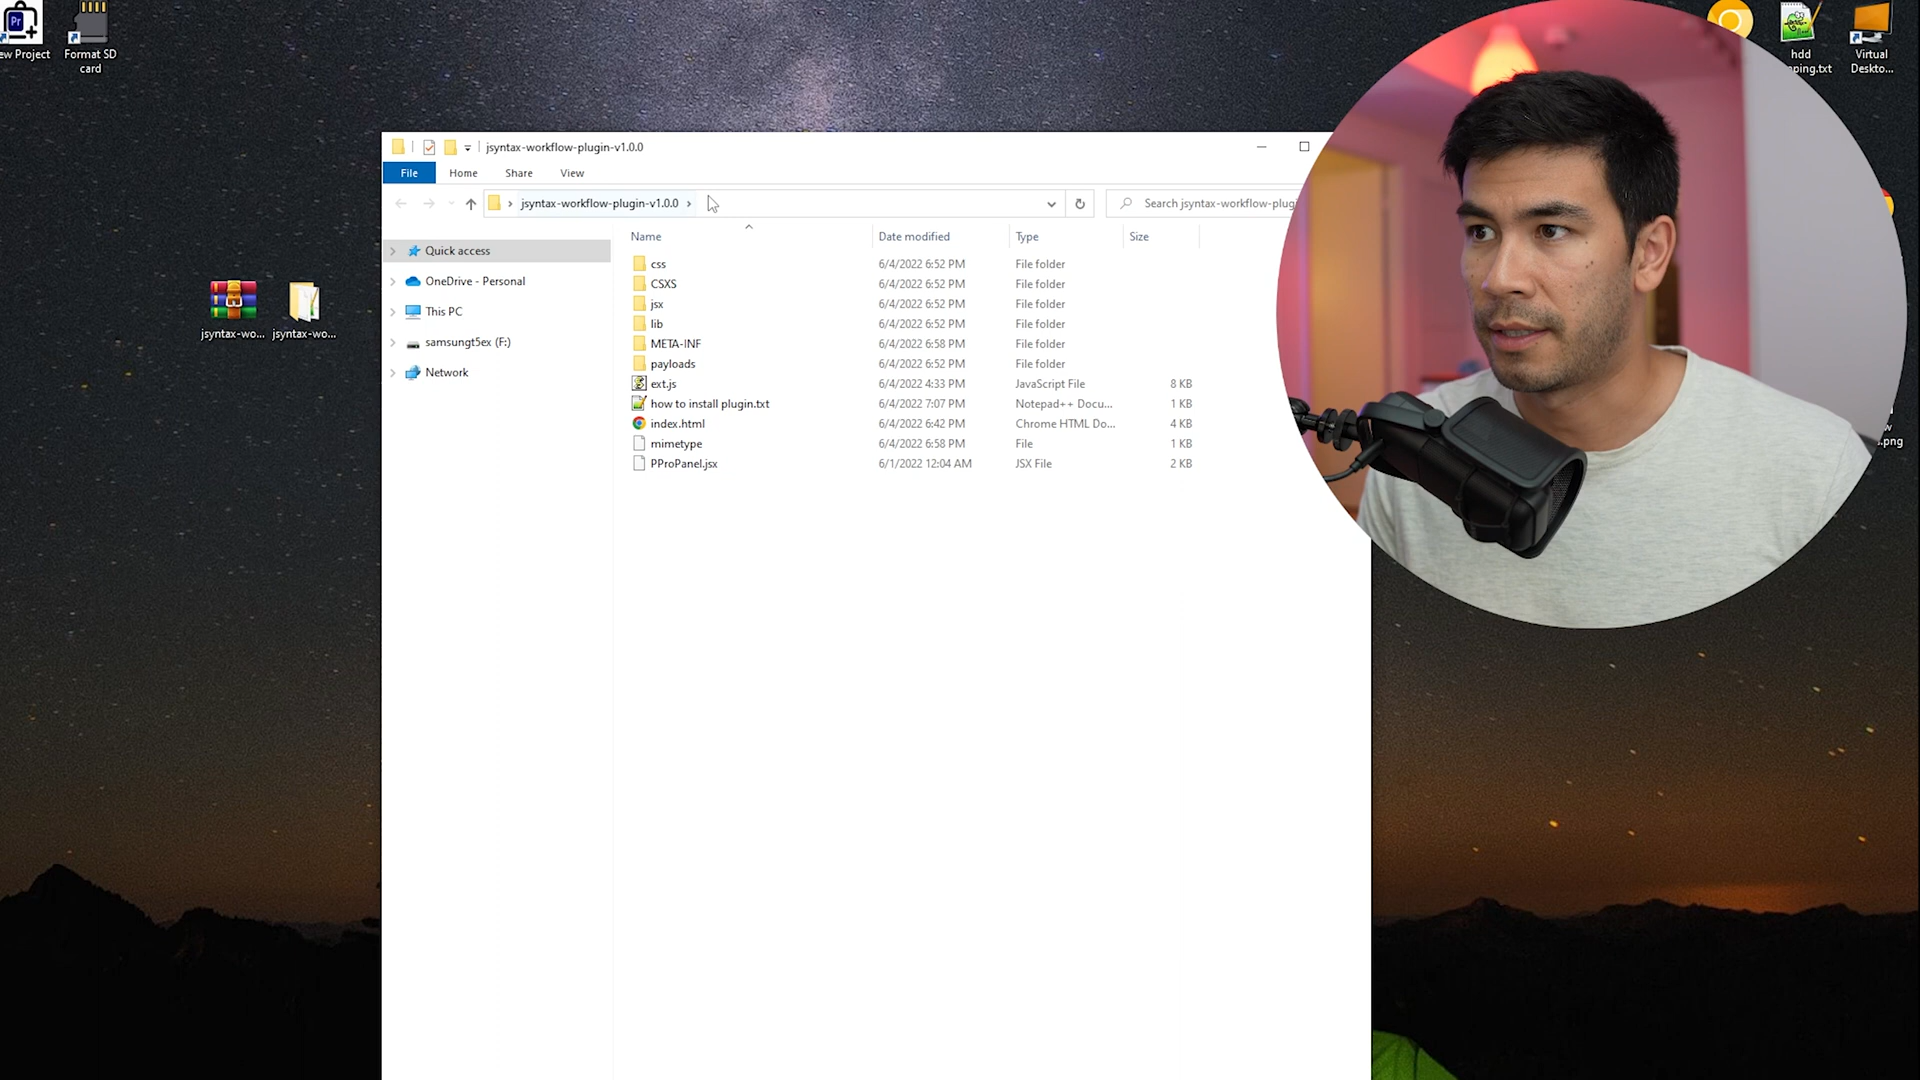 Pr
ew Project
Format SD
card
hdd
ping.txt
Virtual
Deskto...
jsyntax-wo...
jsyntax-wo...
jsyntax-workflow-plugin-v1.0.0
File Home Share View
jsyntax-workflow-plugin-v1.0.0
Search jsyntax-workflow-plugi
Quick access
OneDrive - Personal
This PC
samsungt5ex (F:)
Network
Name Date modified Type Size
css 6/4/2022 6:52 PM File folder
CSXS 6/4/2022 6:52 PM File folder
jsx 6/4/2022 6:52 PM File folder
lib 6/4/2022 6:52 PM File folder
META-INF 6/4/2022 6:58 PM File folder
payloads 6/4/2022 6:52 PM File folder
ext.js 6/4/2022 4:33 PM JavaScript File 8 KB
how to install plugin.txt 6/4/2022 7:07 PM Notepad++ Docu... 1 KB
index.html 6/4/2022 6:42 PM Chrome HTML Do... 4 KB
mimetype 6/4/2022 6:58 PM File 1 KB
PProPanel.jsx 6/1/2022 12:04 AM JSX File 2 KB
w
.png